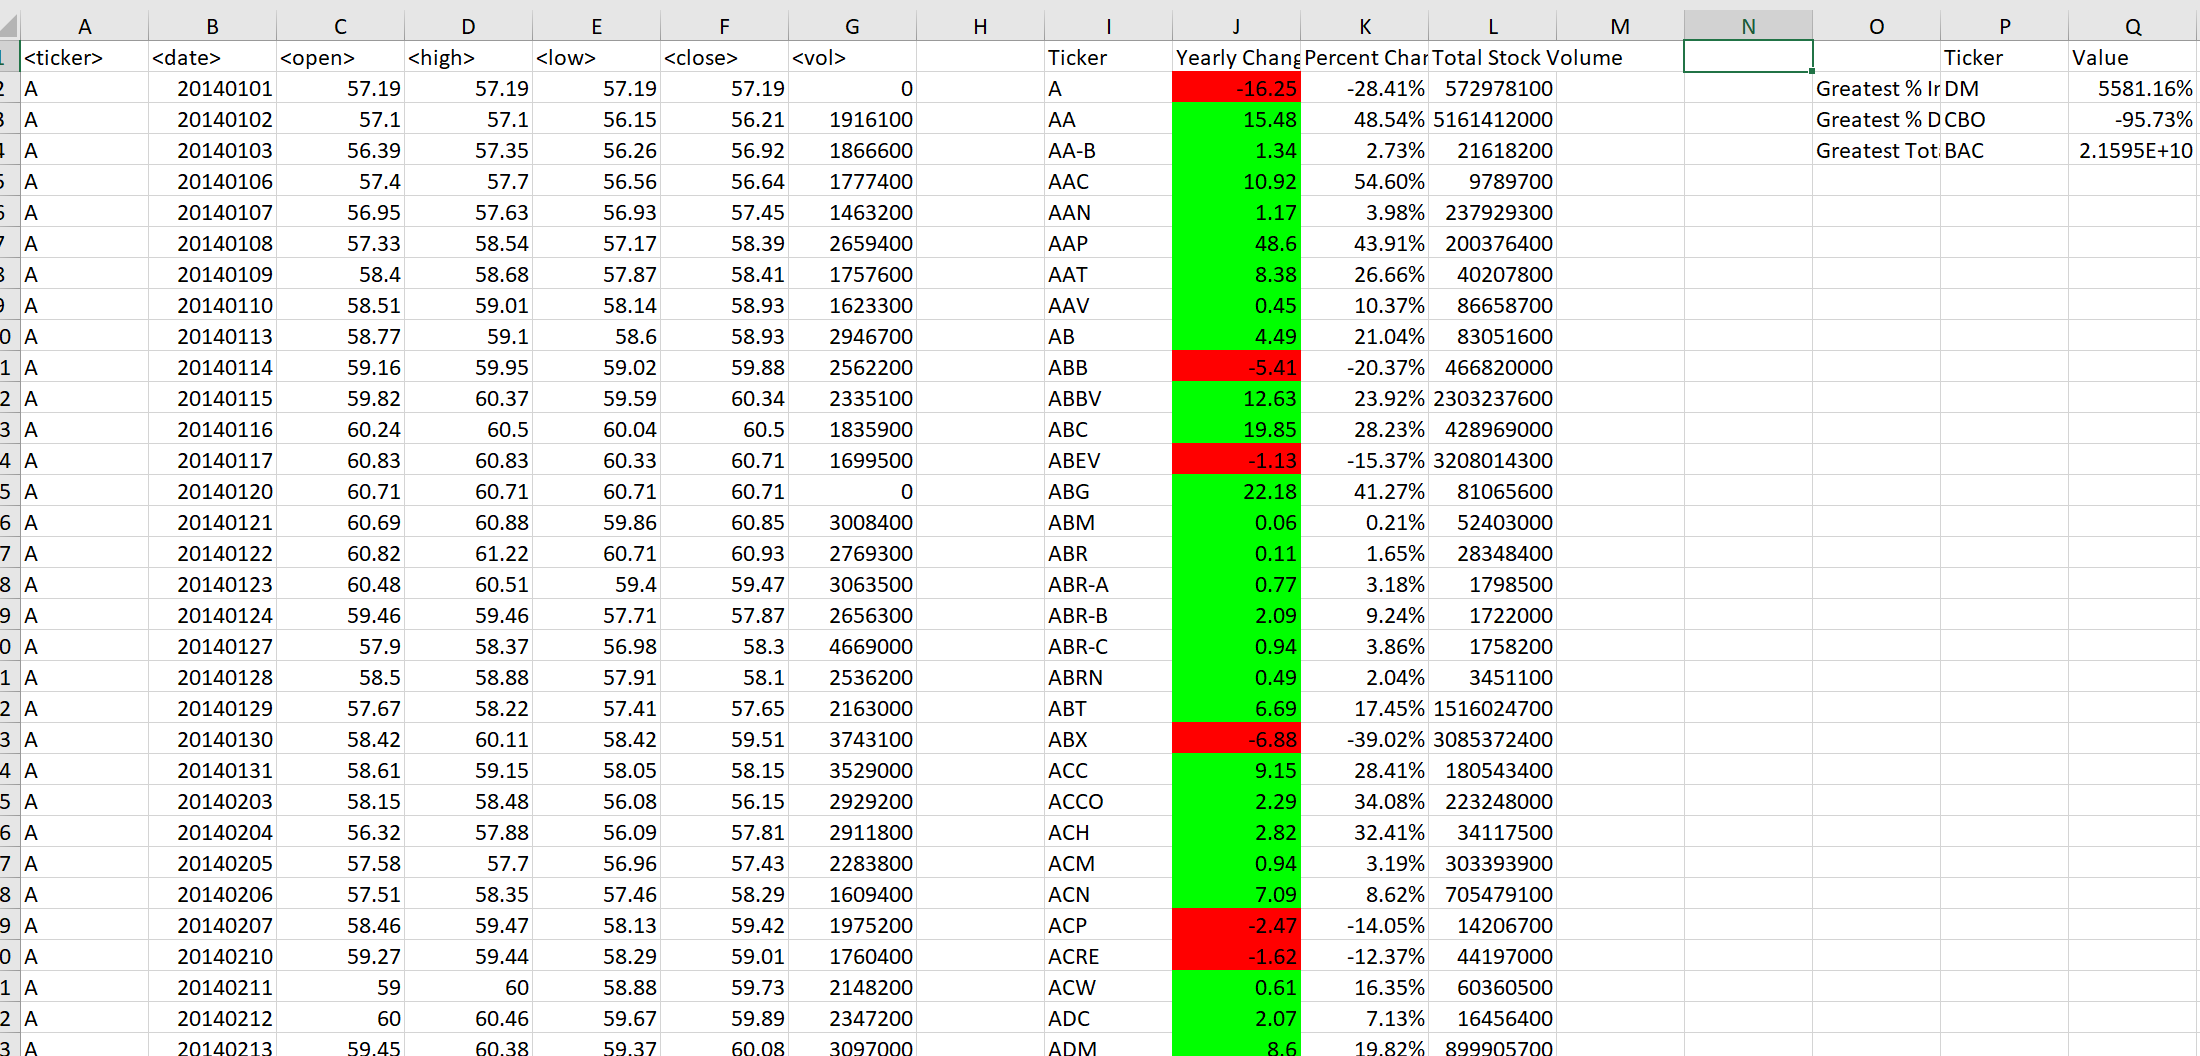 A B C D E F G H I J K L M N O P Q
1 <ticker> <date> <open> <high> <low> <close> <vol> Ticker Yearly Chang Percent Char Total Stock Volume Ticker Value
2 A 20140101 57.19 57.19 57.19 57.19 0 A -16.25 -28.41% 572978100 Greatest % Ir DM 5581.16%
3 A 20140102 57.1 57.1 56.15 56.21 1916100 AA 15.48 48.54% 5161412000 Greatest % D CBO -95.73%
4 A 20140103 56.39 57.35 56.26 56.92 1866600 AA-B 1.34 2.73% 21618200 Greatest Tot BAC 2.1595E+10
5 A 20140106 57.4 57.7 56.56 56.64 1777400 AAC 10.92 54.60% 9789700
6 A 20140107 56.95 57.63 56.93 57.45 1463200 AAN 1.17 3.98% 237929300
7 A 20140108 57.33 58.54 57.17 58.39 2659400 AAP 48.6 43.91% 200376400
8 A 20140109 58.4 58.68 57.87 58.41 1757600 AAT 8.38 26.66% 40207800
9 A 20140110 58.51 59.01 58.14 58.93 1623300 AAV 0.45 10.37% 86658700
0 A 20140113 58.77 59.1 58.6 58.93 2946700 AB 4.49 21.04% 83051600
1 A 20140114 59.16 59.95 59.02 59.88 2562200 ABB -5.41 -20.37% 466820000
2 A 20140115 59.82 60.37 59.59 60.34 2335100 ABBV 12.63 23.92% 2303237600
3 A 20140116 60.24 60.5 60.04 60.5 1835900 ABC 19.85 28.23% 428969000
4 A 20140117 60.83 60.83 60.33 60.71 1699500 ABEV -1.13 -15.37% 3208014300
5 A 20140120 60.71 60.71 60.71 60.71 0 ABG 22.18 41.27% 81065600
6 A 20140121 60.69 60.88 59.86 60.85 3008400 ABM 0.06 0.21% 52403000
7 A 20140122 60.82 61.22 60.71 60.93 2769300 ABR 0.11 1.65% 28348400
8 A 20140123 60.48 60.51 59.4 59.47 3063500 ABR-A 0.77 3.18% 1798500
9 A 20140124 59.46 59.46 57.71 57.87 2656300 ABR-B 2.09 9.24% 1722000
0 A 20140127 57.9 58.37 56.98 58.3 4669000 ABR-C 0.94 3.86% 1758200
1 A 20140128 58.5 58.88 57.91 58.1 2536200 ABRN 0.49 2.04% 3451100
2 A 20140129 57.67 58.22 57.41 57.65 2163000 ABT 6.69 17.45% 1516024700
3 A 20140130 58.42 60.11 58.42 59.51 3743100 ABX -6.88 -39.02% 3085372400
4 A 20140131 58.61 59.15 58.05 58.15 3529000 ACC 9.15 28.41% 180543400
5 A 20140203 58.15 58.48 56.08 56.15 2929200 ACCO 2.29 34.08% 223248000
6 A 20140204 56.32 57.88 56.09 57.81 2911800 ACH 2.82 32.41% 34117500
7 A 20140205 57.58 57.7 56.96 57.43 2283800 ACM 0.94 3.19% 303393900
8 A 20140206 57.51 58.35 57.46 58.29 1609400 ACN 7.09 8.62% 705479100
9 A 20140207 58.46 59.47 58.13 59.42 1975200 ACP -2.47 -14.05% 14206700
0 A 20140210 59.27 59.44 58.29 59.01 1760400 ACRE -1.62 -12.37% 44197000
1 A 20140211 59 60 58.88 59.73 2148200 ACW 0.61 16.35% 60360500
2 A 20140212 60 60.46 59.67 59.89 2347200 ADC 2.07 7.13% 16456400
3 A 20140213 59.45 60.38 59.37 60.08 3097000 ADM 8.6 19.82% 899905700